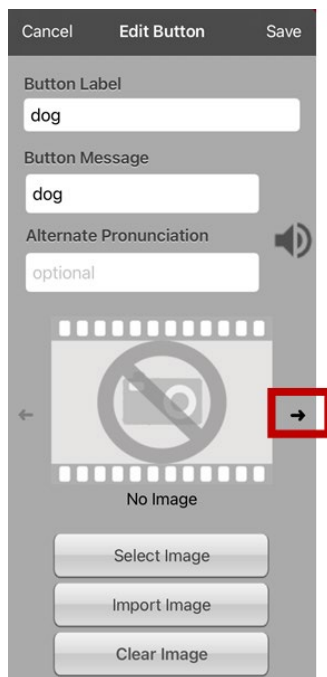 Cancel Edit Button Save
Button Label
dog
Button Message
dog
Alternate Pronunciation
optional
No Image
Select Image
Import Image
Clear Image